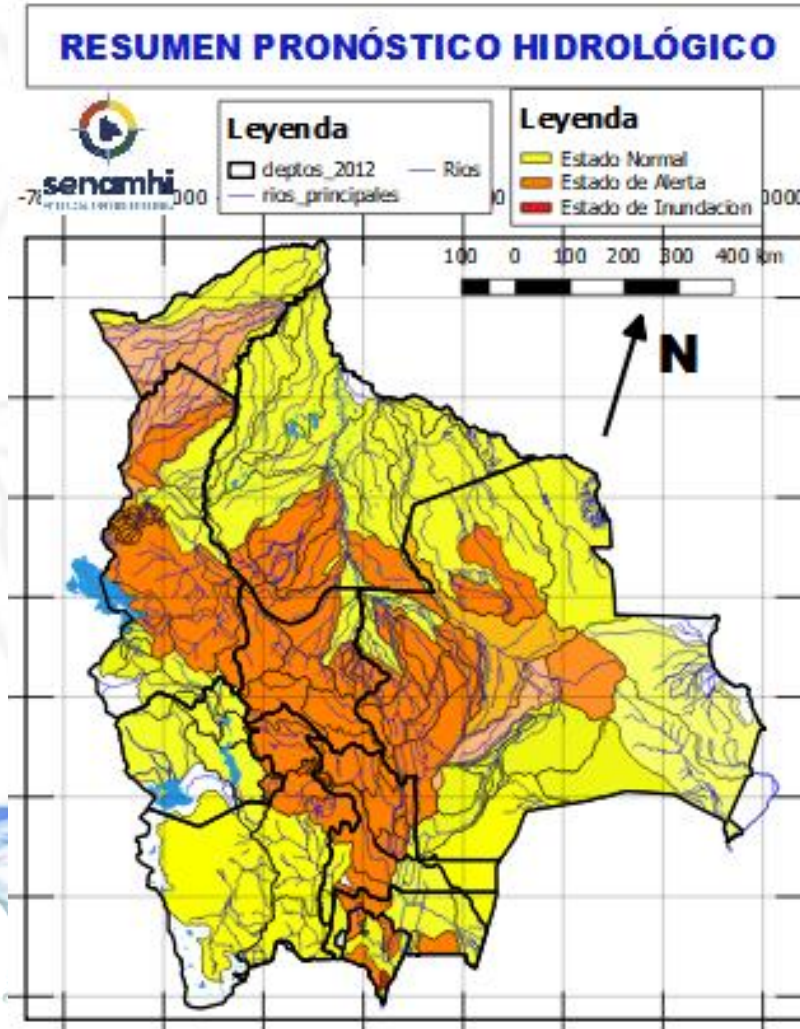 RESUMEN PRONÓSTICO HIDROLÓGICO
senamhi
Leyenda
deptos_2012
Rios
rios_principales
Leyenda
Estado Normal
Estado de Alerta
Estado de Inundacion
100 0 100 200 300 400 km
N